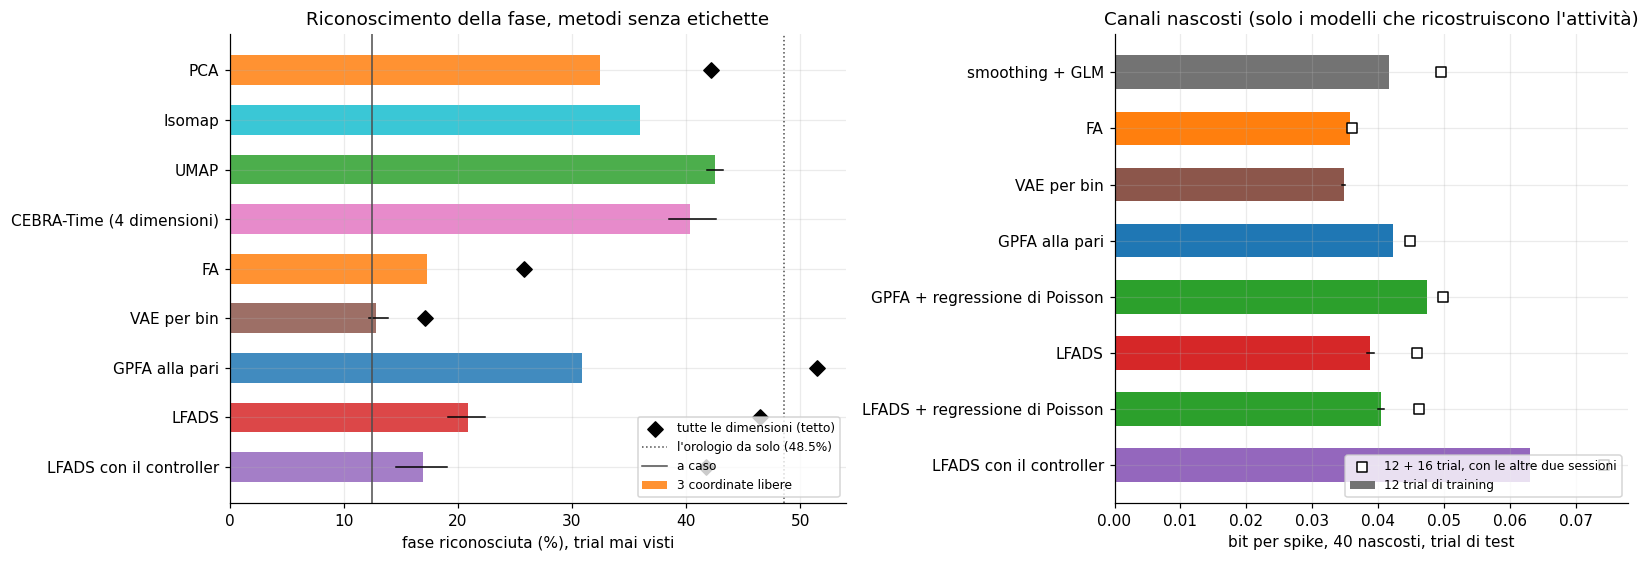 Riconoscimento della fase, metodi senza etichette
PCA
Isomap
UMAP
CEBRA-Time (4 dimensioni)
FA
VAE per bin
GPFA alla pari
LFADS
LFADS con il controller
tutte le dimensioni (tetto)
l'orologio da solo (48.5%)
a caso
3 coordinate libere
0 10 20 30 40 50
fase riconosciuta (%), trial mai visti
Canali nascosti (solo i modelli che ricostruiscono l'attività)
smoothing + GLM
FA
VAE per bin
GPFA alla pari
GPFA + regressione di Poisson
LFADS
LFADS + regressione di Poisson
LFADS con il controller
12 + 16 trial, con le altre due sessioni
12 trial di training
0.00 0.01 0.02 0.03 0.04 0.05 0.06 0.07
bit per spike, 40 nascosti, trial di test